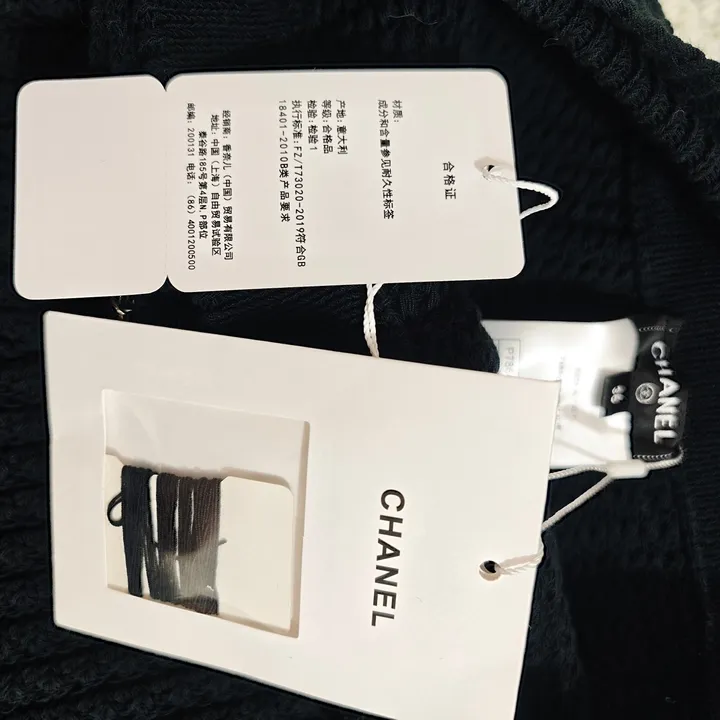 合格证
材质：
成分和含量参见耐久性标签
产地：意大利
等级：合格品
检验：检验1
执行标准：FZ/T73020-2019符合GB
18401-2010B类产品要求
经销商：香奈儿（中国）贸易有限公司
地址：中国（上海）自由贸易试验区
泰谷路185号第4层N,P部位
邮编：200131 电话：(86) 4001200500
CHANEL
CHANEL
36